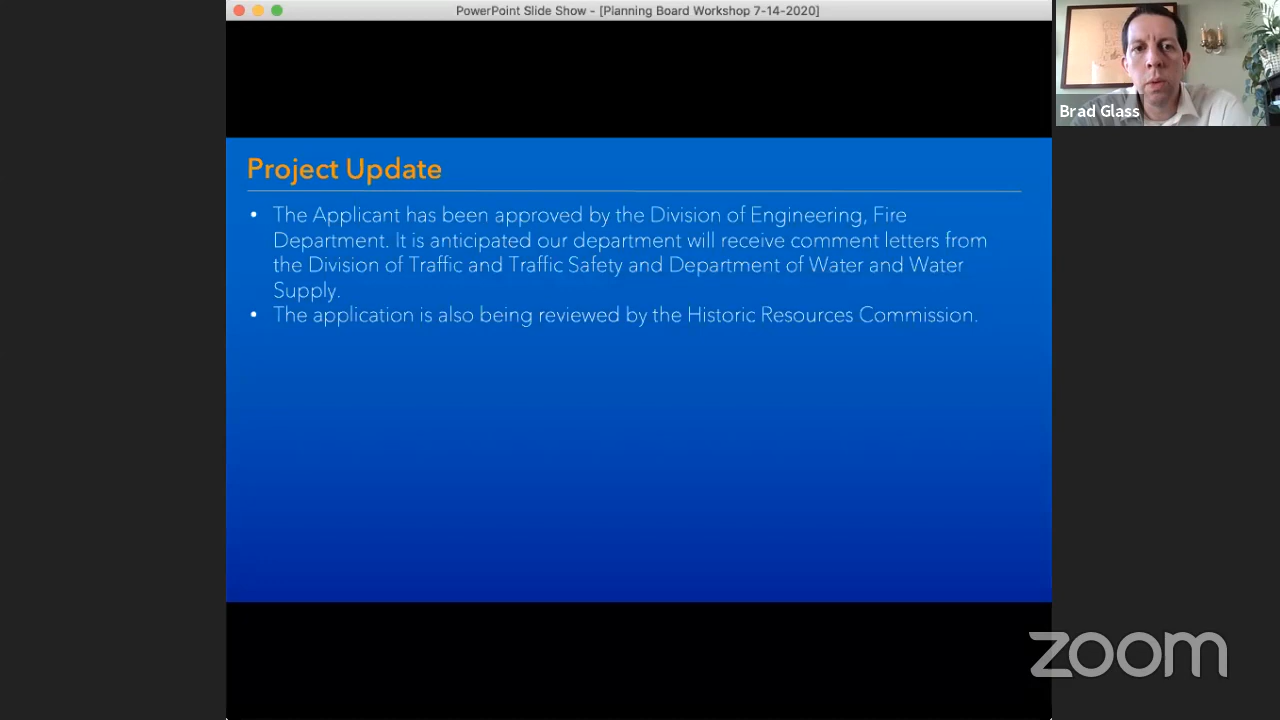 PowerPoint Slide Show - [Planning Board Workshop 7-14-2020]
Brad Glass
Project Update
• The Applicant has been approved by the Division of Engineering, Fire
Department. It is anticipated our department will receive comment letters from
the Division of Traffic and Traffic Safety and Department of Water and Water
Supply.
• The application is also being reviewed by the Historic Resources Commission.
zoom